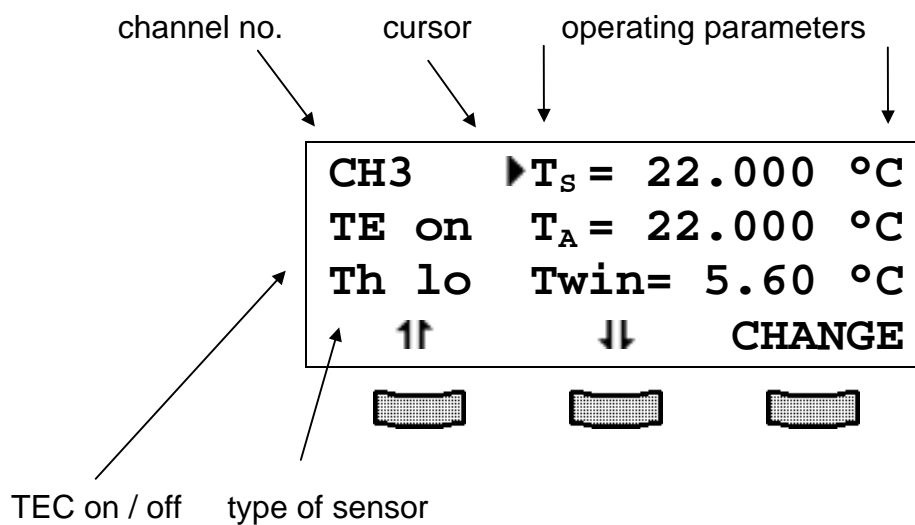 channel no. cursor operating parameters
CH3 Tₛ = 22.000 °C
TE on T_A = 22.000 °C
Th lo Twin= 5.60 °C
CHANGE
TEC on / off type of sensor